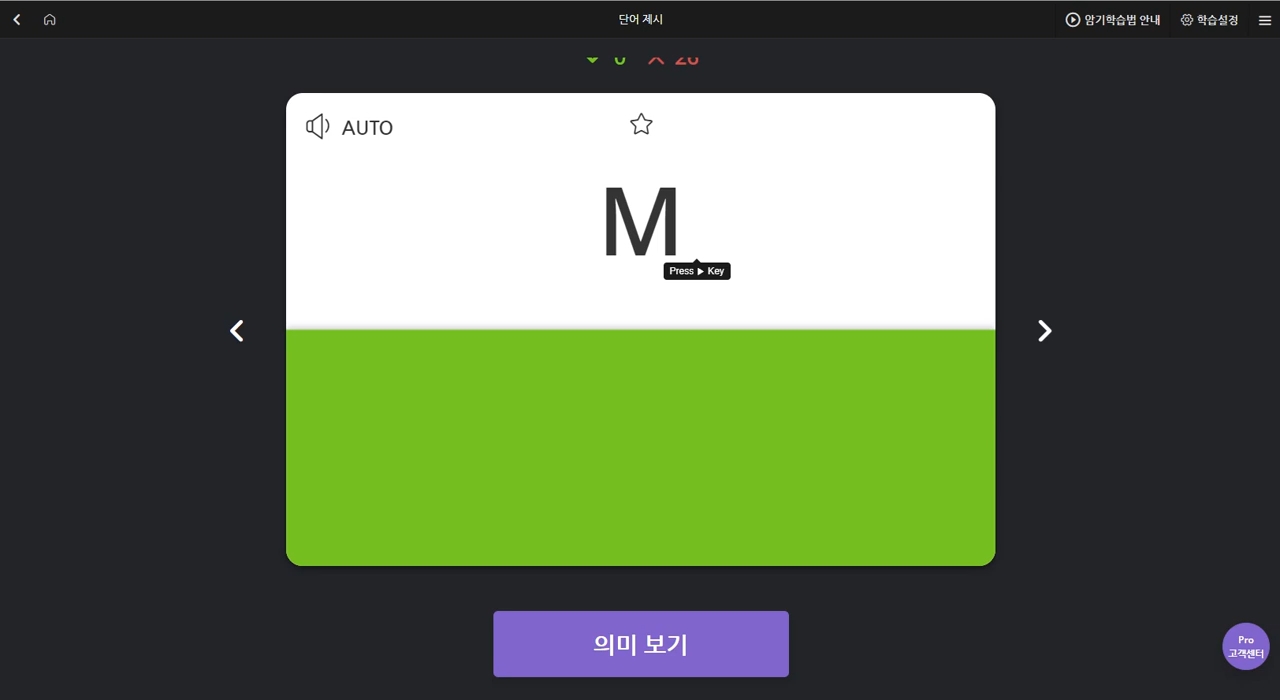 단어 제시
암기학습법 안내
학습설정
AUTO
M
Press ▶ Key
의미 보기
Pro
고객센터